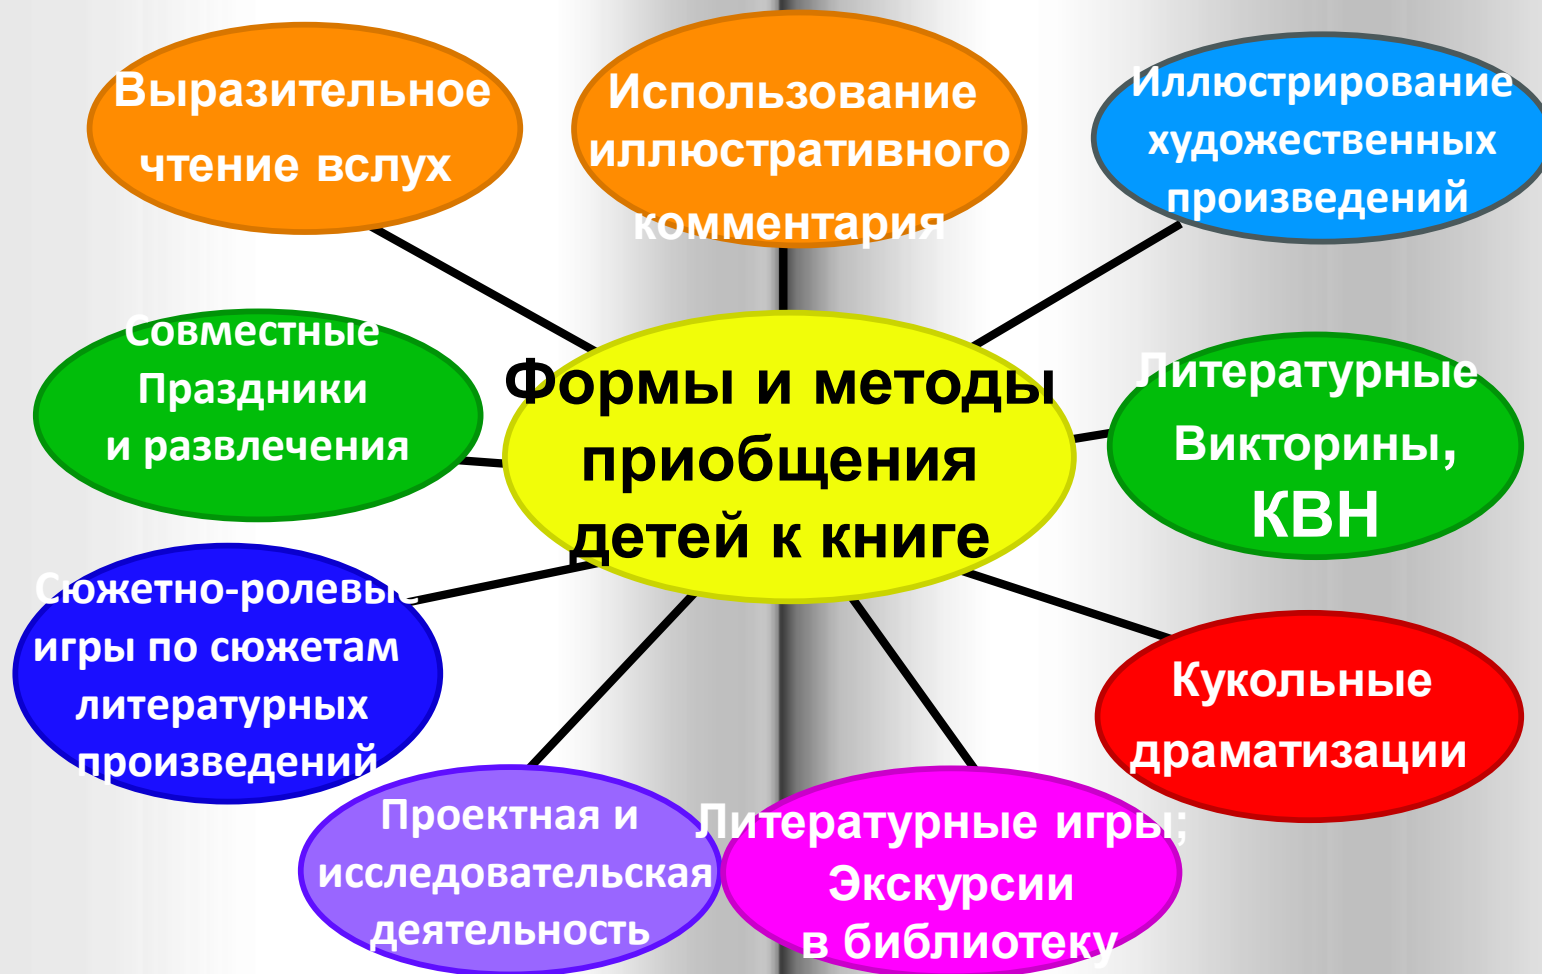 Выразительное
чтение вслух
Использование
иллюстративного
комментария
Иллюстрирование
художественных
произведений
Совместные
Праздники
и развлечения
Формы и методы
приобщения
детей к книге
Литературные
Викторины,
КВН
Сюжетно-ролевые
игры по сюжетам
литературных
произведений
Кукольные
драматизации
Проектная и
исследовательская
деятельность
Литературные игры;
Экскурсии
в библиотеку